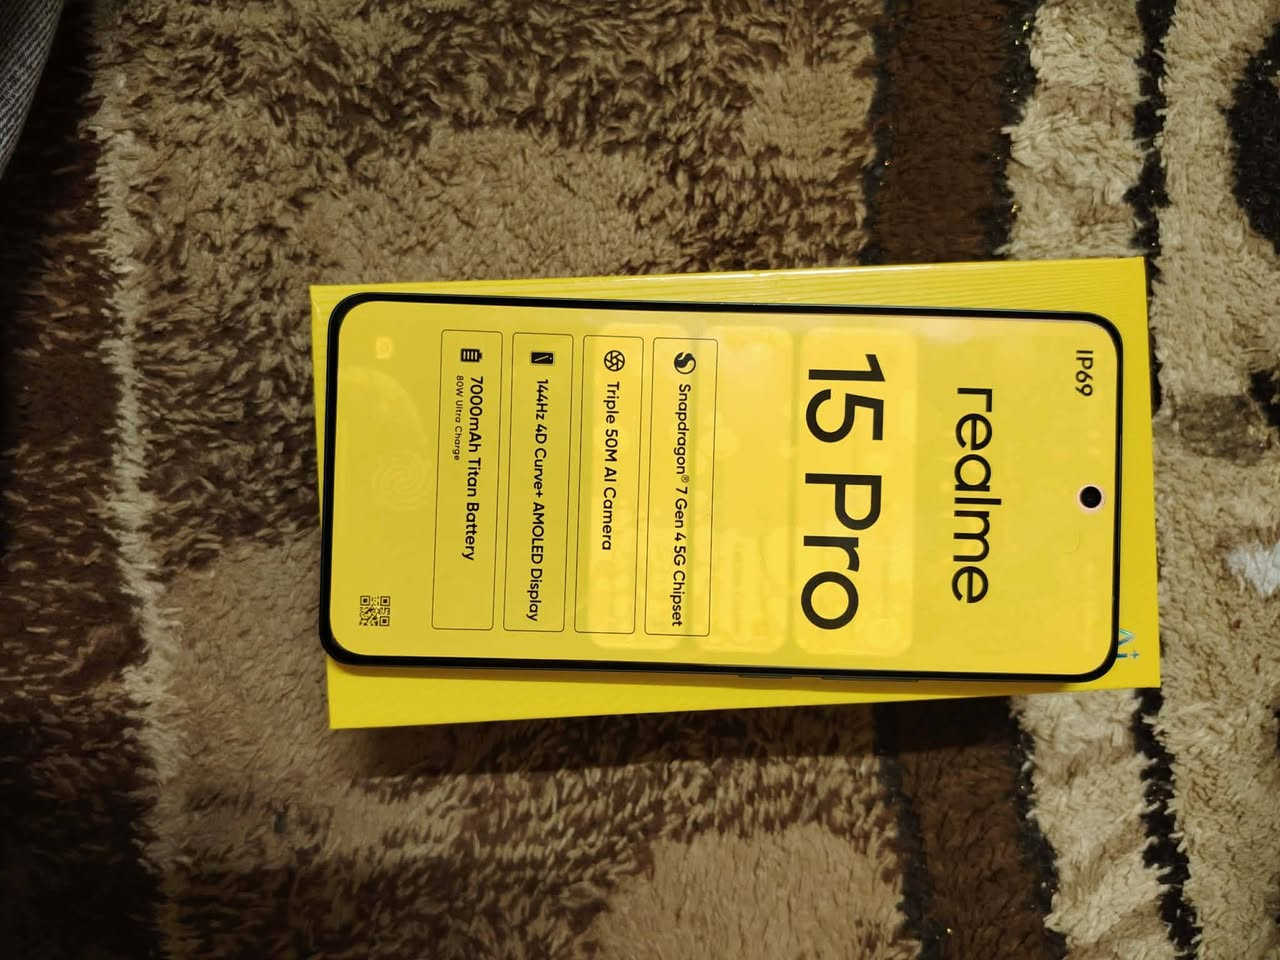 IP69
realme
15 Pro
Snapdragon® 7 Gen 4 5G Chipset
Triple 50M AI Camera
144Hz 4D Curve+ AMOLED Display
7000mAh Titan Battery
80W Ultra Charge